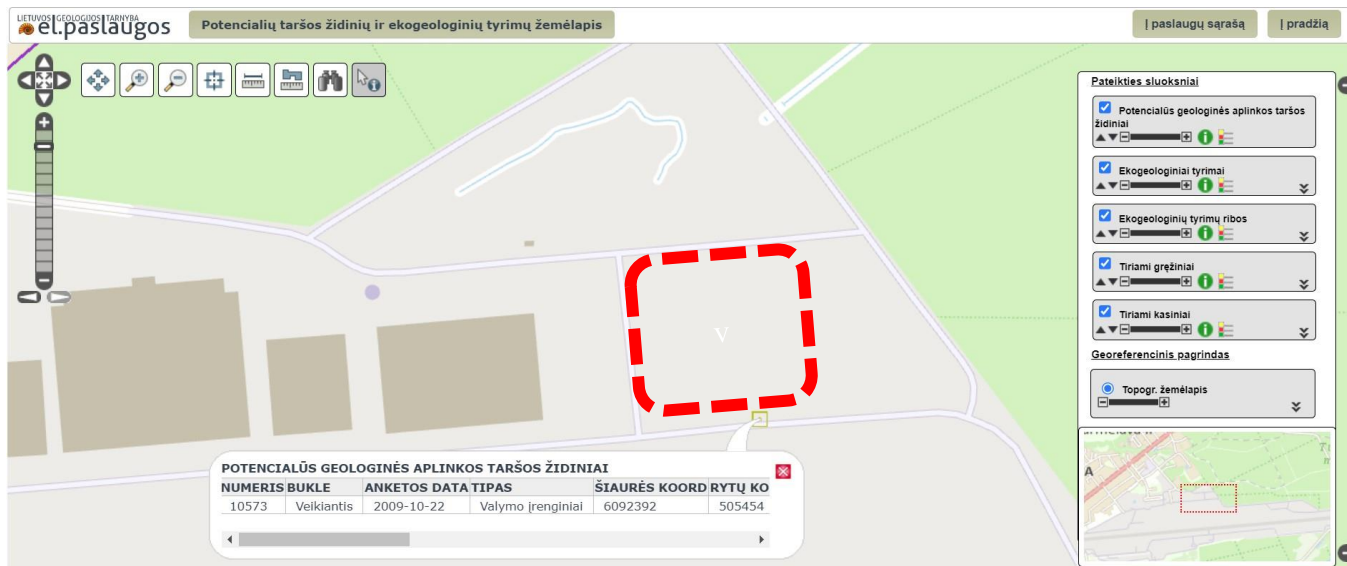 LIETUVOS GEOLOGIJOS TARNYBA
el.paslaugos
Potencialių taršos židinių ir ekogeologinių tyrimų žemėlapis
Į paslaugų sąrašą
Į pradžią
Pateikties sluoksniai
Potencialūs geologinės aplinkos taršos
židiniai
Ekogeologiniai tyrimai
Ekogeologinių tyrimų ribos
Tiriami gręžiniai
Tiriami kasiniai
Georeferencinis pagrindas
Topogr. žemėlapis
V
POTENCIALŪS GEOLOGINĖS APLINKOS TARŠOS ŽIDINIAI
NUMERIS BUKLE ANKETOS DATA TIPAS ŠIAURĖS KOORD RYTŲ KO
10573 Veikiantis 2009-10-22 Valymo įrenginiai 6092392 505454
A